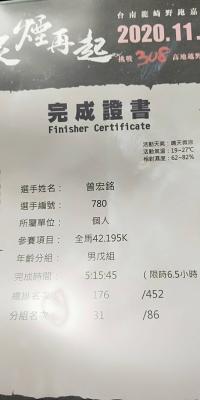 台南龍崎野跑嘉
煙再起
2020.11.
挑戰308高地越野
完成證書
Finisher Certificate
活動天氣：晴天微涼
活動氣溫：19~27℃
相對濕度：62~82%
選手姓名： 曾宏銘
選手編號： 780
所屬單位： 個人
參賽項目： 全馬42.195K
年齡分組： 男戊組
完成時間： 5:15:45 ( 限時6.5小時
總排名次： 176 /452
分組名次： 31 /86